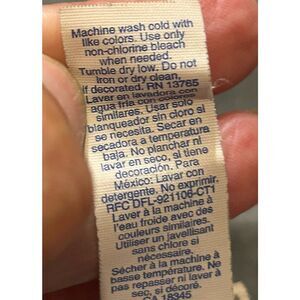 Machine wash cold with
like colors. Use only
non-chlorine bleach
when needed.
Tumble dry low. Do not
iron or dry clean,
if decorated. RN 13765
Lavar en lavadora con
agua fria con colores
similares. Usar solo
blanqueador sin cloro si
se necesita. Secar en
secadora a temperatura
baja. No planchar ni
lavar en seco, si tiene
decoración.
México: Lavar con
detergente. No exprimir.
RFC DFL-921106-CT1
Laver à la machine à
l'eau froide avec des
couleurs similaires.
Utiliser un javellisant
sans chlore si
nécessaire.
Sécher à la machine à
basse température. Ne
pas repasser ni laver à
sec, si décoré.
CA 18345